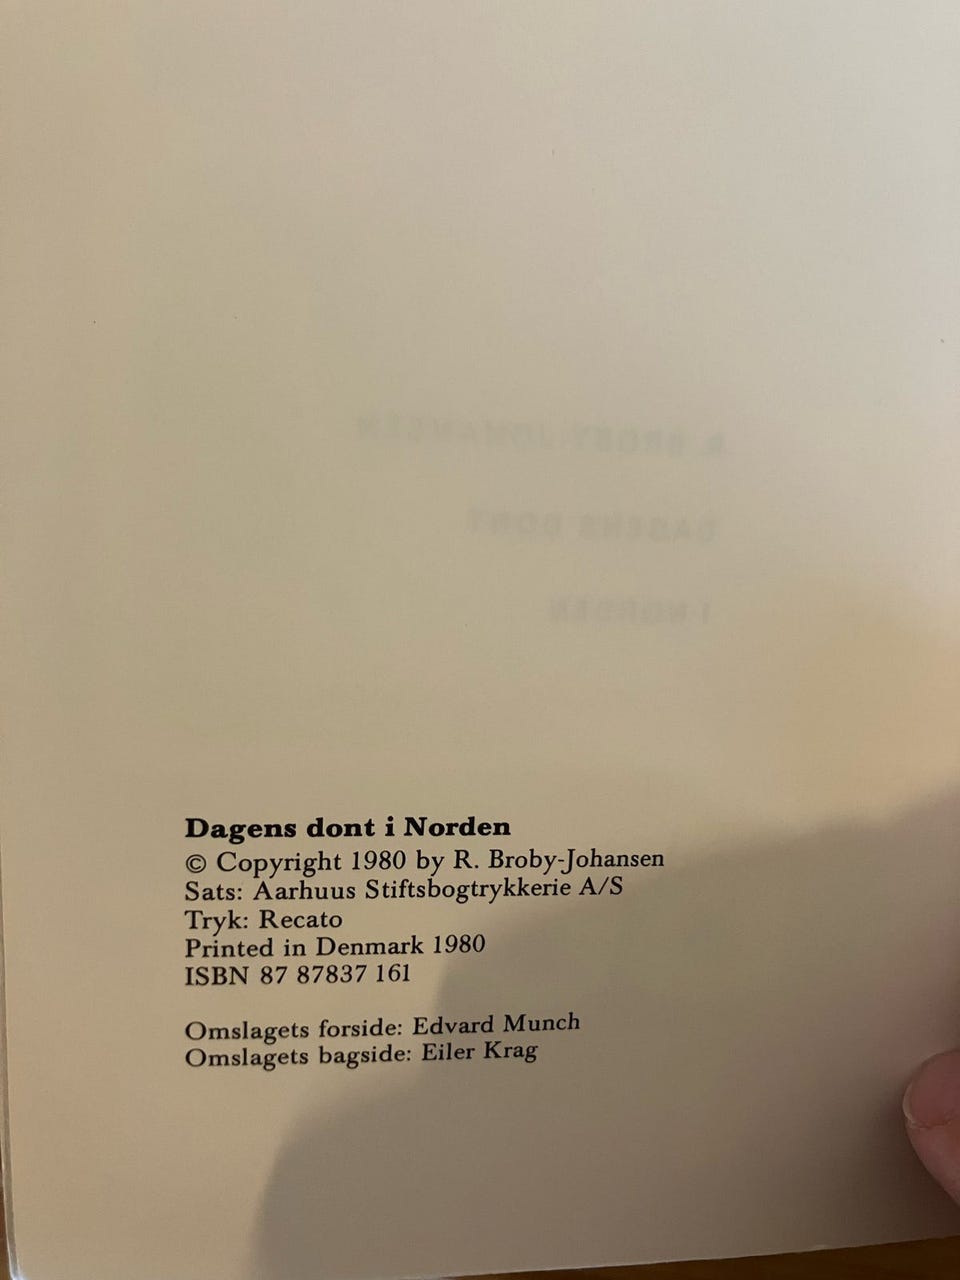 Dagens dont i Norden
© Copyright 1980 by R. Broby-Johansen
Sats: Aarhuus Stiftsbogtrykkerie A/S
Tryk: Recato
Printed in Denmark 1980
ISBN 87 87837 161
Omslagets forside: Edvard Munch
Omslagets bagside: Eiler Krag